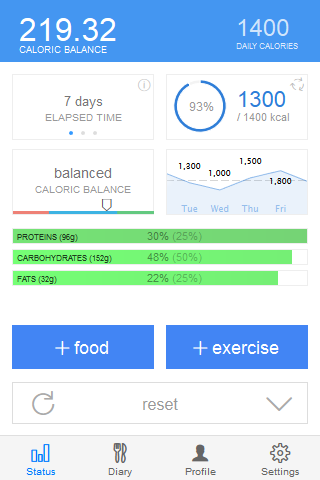 219.32
CALORIC BALANCE
1400
DAILY CALORIES
7 days
ELAPSED TIME
93%
1300
/ 1400 kcal
balanced
CALORIC BALANCE
1,300
1,000
1,500
1,800
Tue Wed Thu Fri
PROTEINS (96g) 30% (25%)
CARBOHYDRATES (152g) 48% (50%)
FATS (32g) 22% (25%)
+ food
+ exercise
reset
Status
Diary
Profile
Settings